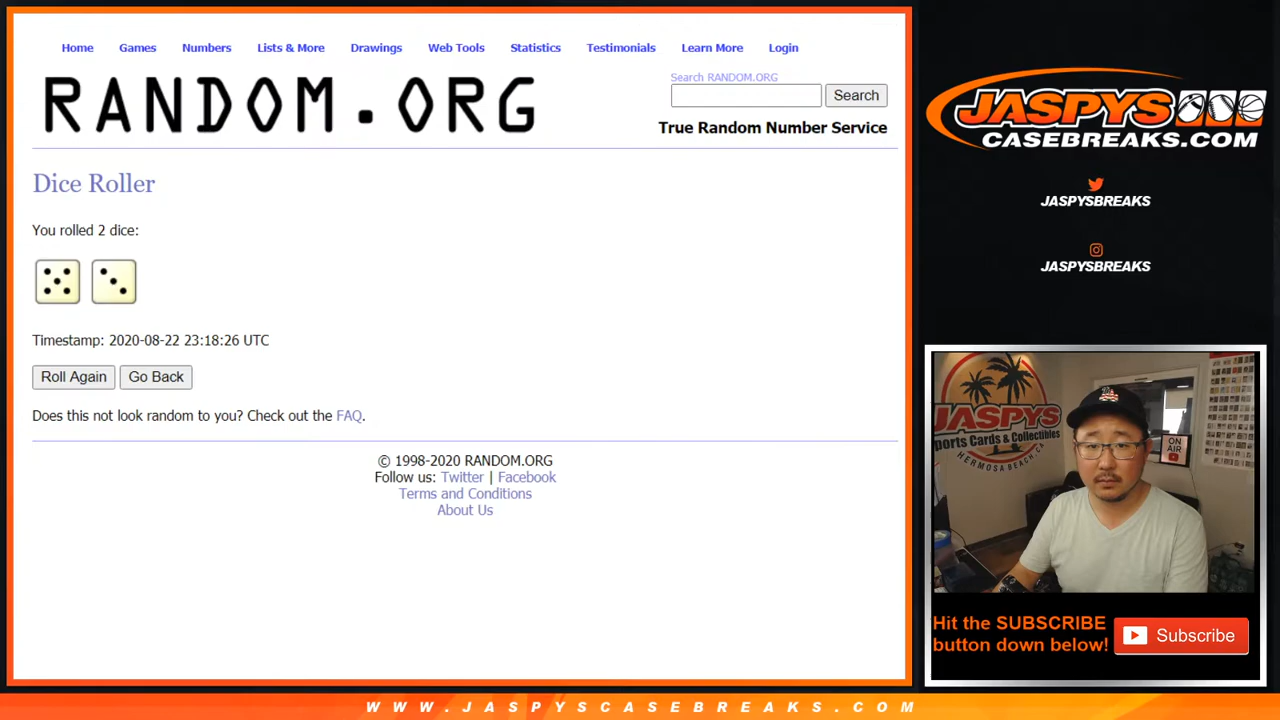 Home Games Numbers Lists & More Drawings Web Tools Statistics Testimonials Learn More Login
RANDOM.ORG
Search RANDOM.ORG
Search
True Random Number Service
Dice Roller
You rolled 2 dice:
Timestamp: 2020-08-22 23:18:26 UTC
Roll Again Go Back
Does this not look random to you? Check out the FAQ.
© 1998-2020 RANDOM.ORG
Follow us: Twitter | Facebook
Terms and Conditions
About Us
JASPYS
CASEBREAKS.COM
JASPYSBREAKS
JASPYSBREAKS
JASPYS
Sports Cards & Collectibles
HERMOSA BEACH, CA
ON
AIR
Hit the SUBSCRIBE
button down below!
Subscribe
WWW.JASPYSCASEBREAKS.COM